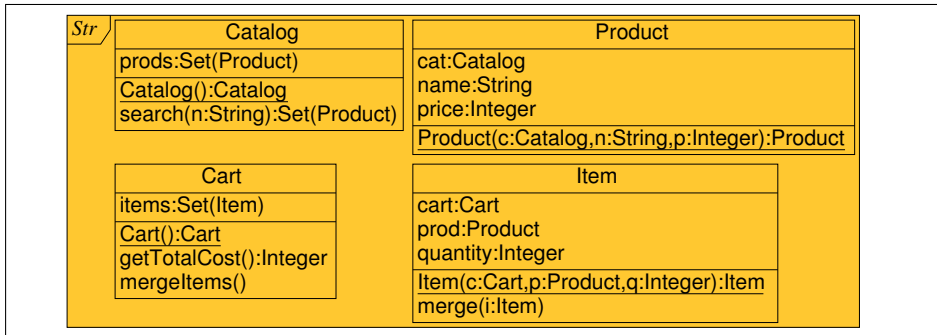 Str
Catalog
prods:Set(Product)
Catalog():Catalog
search(n:String):Set(Product)
Product
cat:Catalog
name:String
price:Integer
Product(c:Catalog,n:String,p:Integer):Product
Cart
items:Set(Item)
Cart():Cart
getTotalCost():Integer
mergeItems()
Item
cart:Cart
prod:Product
quantity:Integer
Item(c:Cart,p:Product,q:Integer):Item
merge(i:Item)